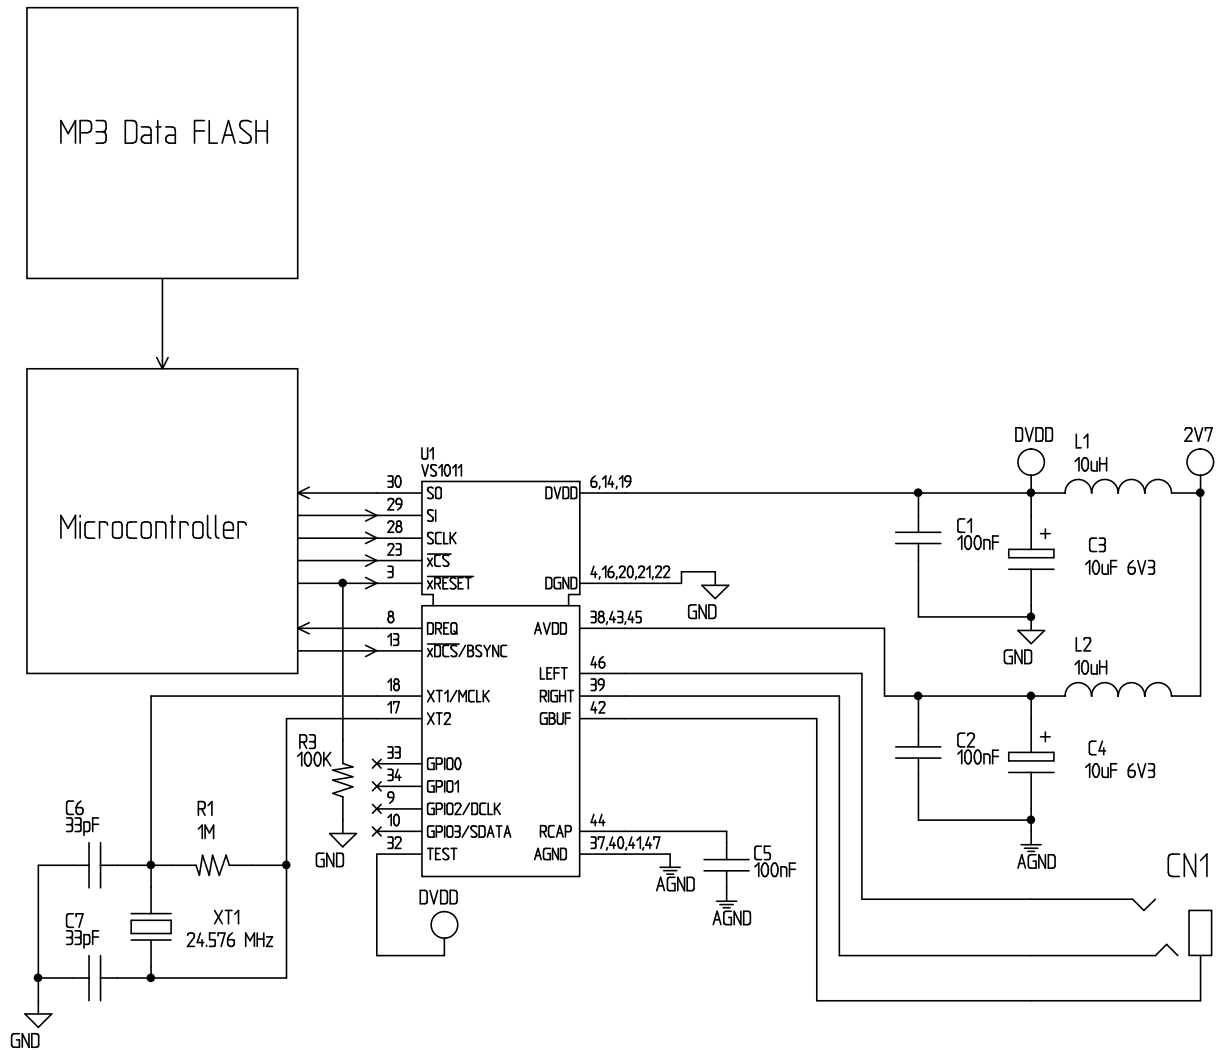 MP3 Data FLASH
Microcontroller
U1
VS1011
30 SO
29 SI
28 SCLK
23 xCS
3 xRESET
8 DREQ
13 xDCS/BSYNC
18 XT1/MCLK
17 XT2
33 GPIO0
34 GPIO1
9 GPIO2/DCLK
10 GPIO3/SDATA
32 TEST
DVDD 6,14,19
DGND 4,16,20,21,22
GND
AVDD 38,43,45
LEFT 46
RIGHT 39
GBUF 42
RCAP 44
AGND 37,40,41,47
AGND
C5
100nF
AGND
DVDD
L1
10uH
2V7
C1
100nF
+
C3
10uF 6V3
GND
L2
10uH
C2
100nF
+
C4
10uF 6V3
AGND
CN1
R3
100K
GND
C6
33pF
R1
1M
C7
33pF
XT1
24.576 MHz
GND
DVDD